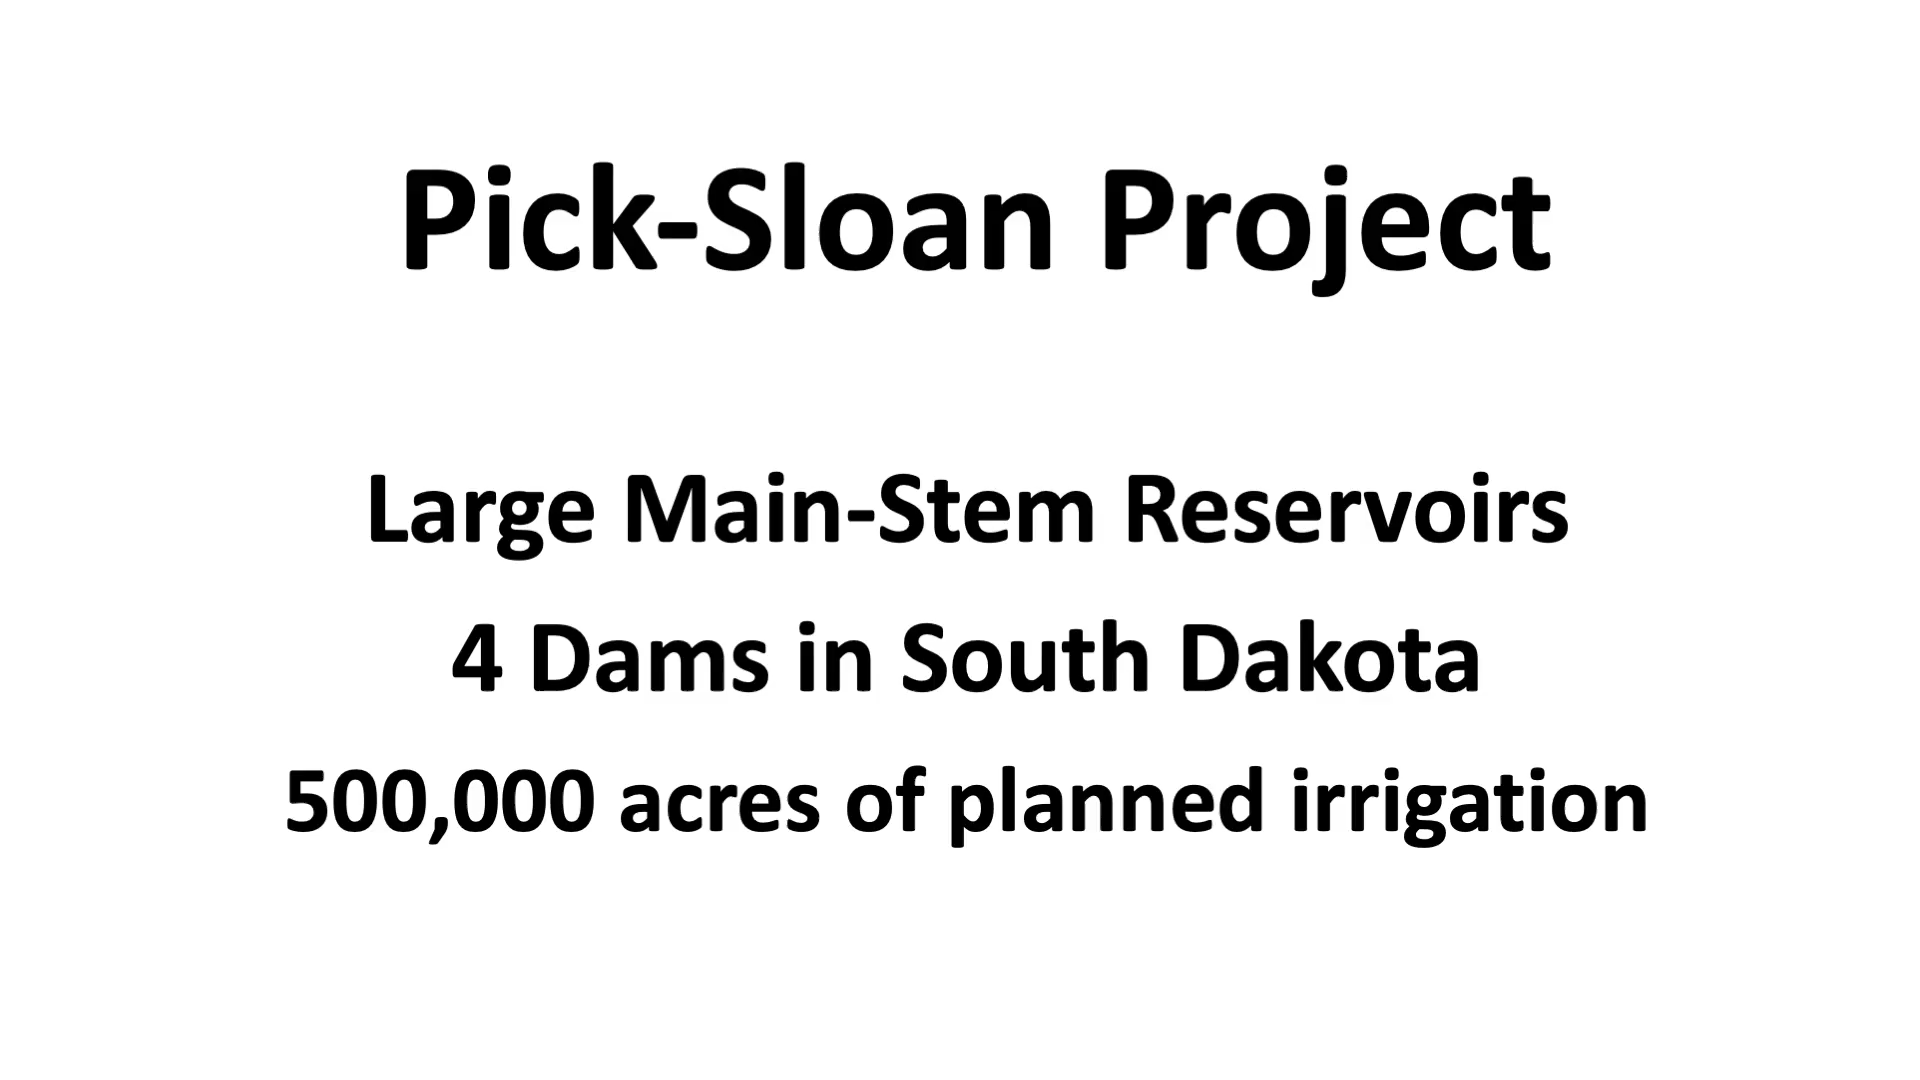 Pick-Sloan Project
Large Main-Stem Reservoirs
4 Dams in South Dakota
500,000 acres of planned irrigation